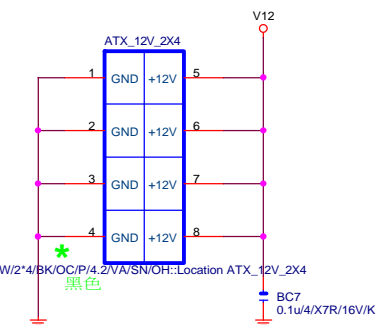 V12
ATX_12V_2X4
1 GND +12V 5
2 GND +12V 6
3 GND +12V 7
4 GND +12V 8
*
W/2*4/BK/OC/P/4.2/VA/SN/OH::Location ATX_12V_2X4
黑色
BC7
0.1u/4/X7R/16V/K